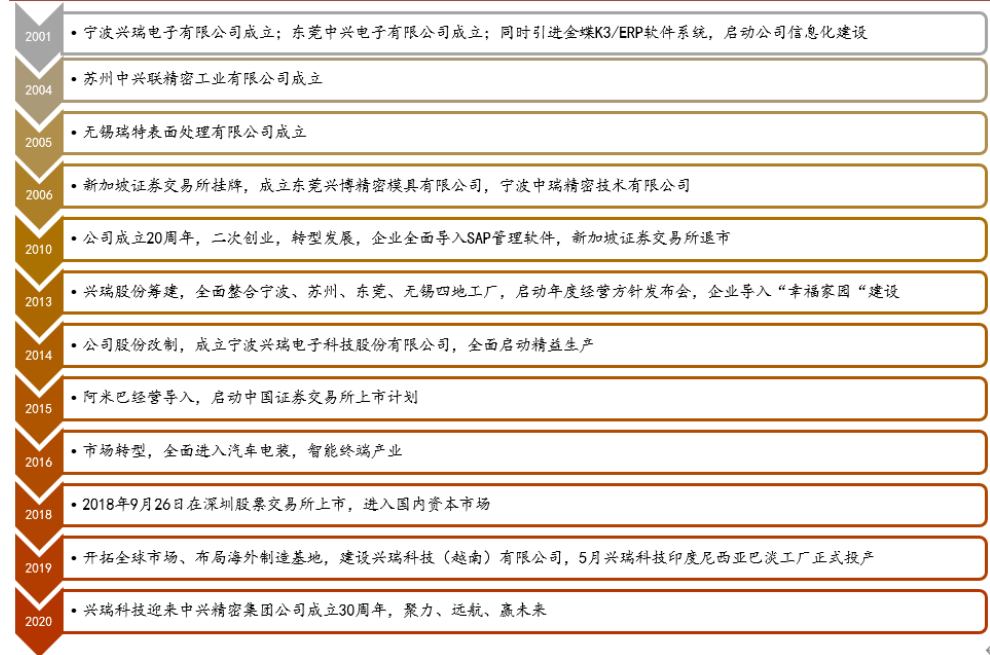 2001
• 宁波兴瑞电子有限公司成立；东莞中兴电子有限公司成立；同时引进金蝶K3/ERP软件系统，启动公司信息化建设
2004
• 苏州中兴联精密工业有限公司成立
2005
• 无锡瑞特表面处理有限公司成立
2006
• 新加坡证券交易所挂牌，成立东莞兴博精密模具有限公司，宁波中瑞精密技术有限公司
2010
• 公司成立20周年，二次创业，转型发展，企业全面导入SAP管理软件，新加坡证券交易所退市
2013
• 兴瑞股份筹建，全面整合宁波、苏州、东莞、无锡四地工厂，启动年度经营方针发布会，企业导入“幸福家园“建设
2014
• 公司股份改制，成立宁波兴瑞电子科技股份有限公司，全面启动精益生产
2015
• 阿米巴经营导入，启动中国证券交易所上市计划
2016
• 市场转型，全面进入汽车电装，智能终端产业
2018
• 2018年9月26日在深圳股票交易所上市，进入国内资本市场
2019
• 开拓全球市场、布局海外制造基地，建设兴瑞科技（越南）有限公司，5月兴瑞科技印度尼西亚巴淡工厂正式投产
2020
• 兴瑞科技迎来中兴精密集团公司成立30周年，聚力、远航、赢未来